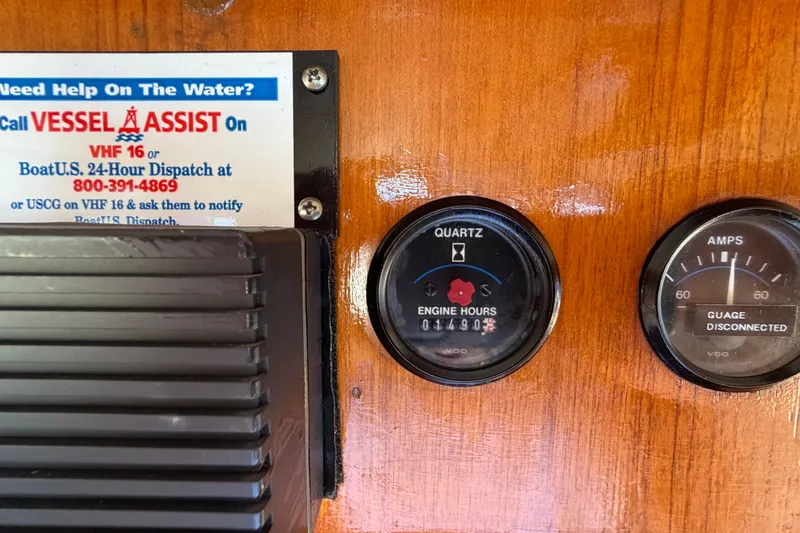 Need Help On The Water?
Call VESSEL ASSIST On
VHF 16 or
BoatU.S. 24-Hour Dispatch at
800-391-4869
or USCG on VHF 16 & ask them to notify
BoatU.S. Dispatch.
QUARTZ
ENGINE HOURS
01490
VDO
AMPS
60 60
GUAGE
DISCONNECTED
VDO